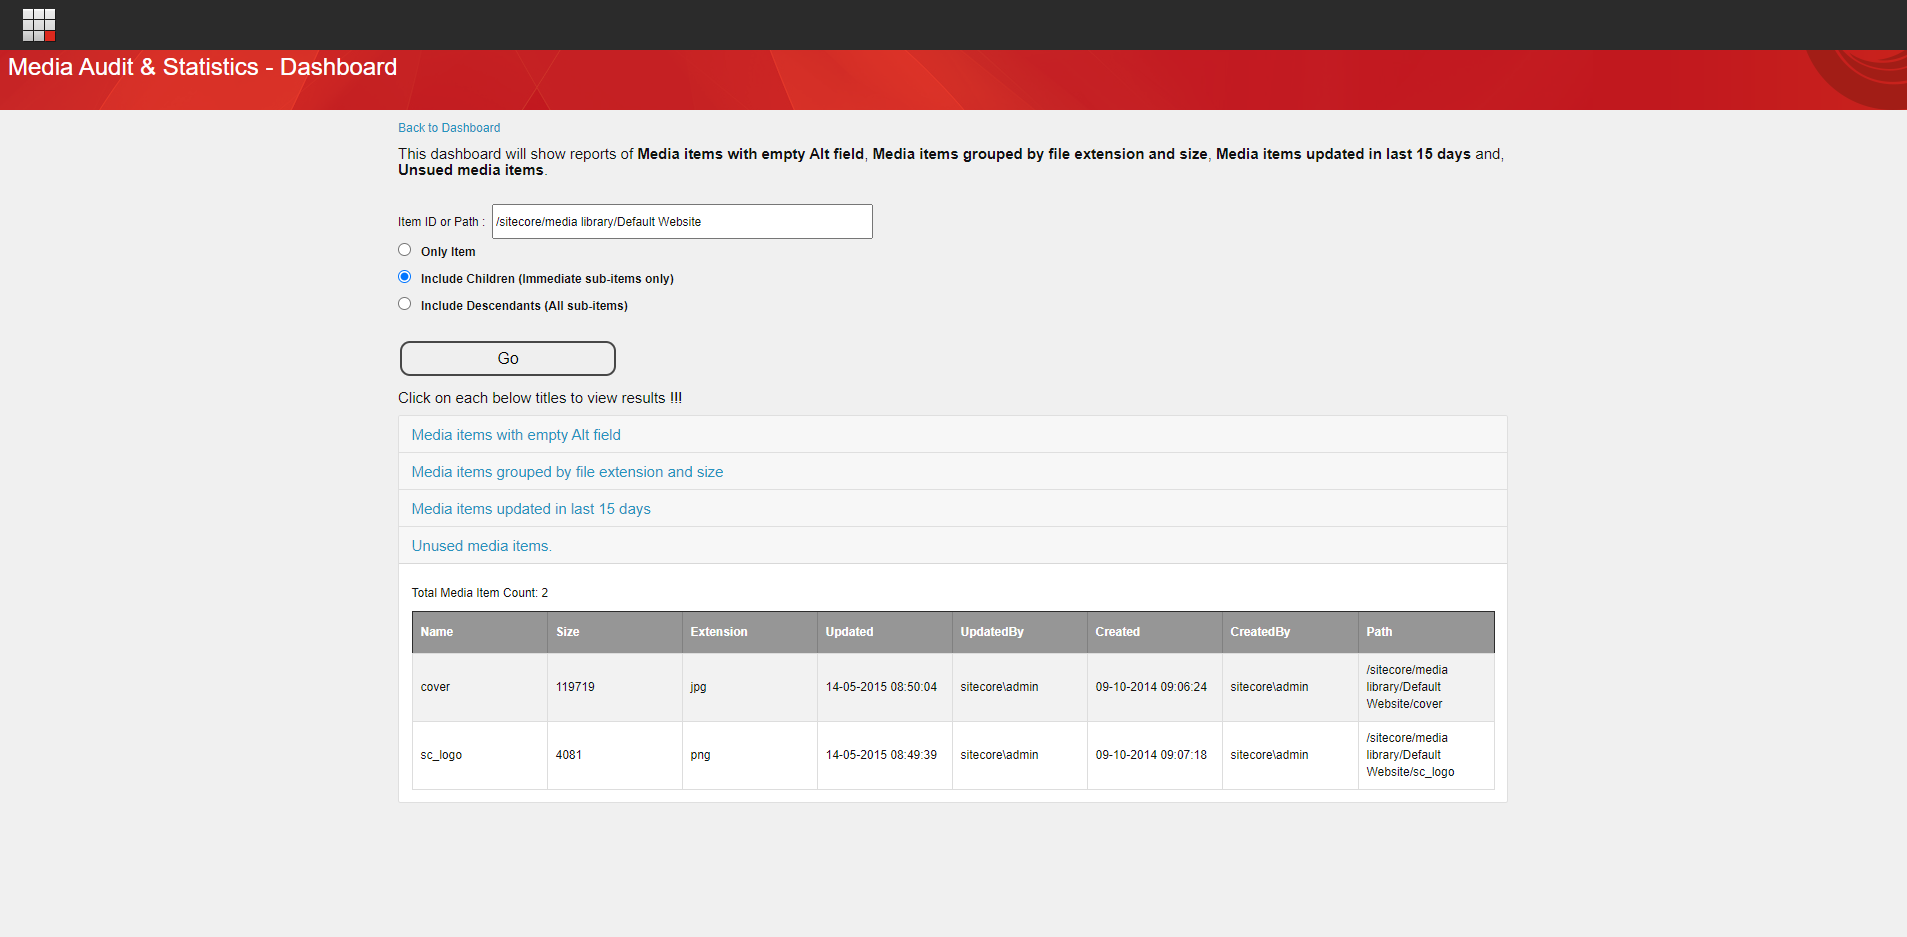 Media Audit & Statistics - Dashboard
Back to Dashboard
This dashboard will show reports of Media items with empty Alt field, Media items grouped by file extension and size, Media items updated in last 15 days and,
Unsued media items.
Item ID or Path : /sitecore/media library/Default Website
Only Item
Include Children (Immediate sub-items only)
Include Descendants (All sub-items)
Go
Click on each below titles to view results !!!
Media items with empty Alt field
Media items grouped by file extension and size
Media items updated in last 15 days
Unused media items.
Total Media Item Count: 2
Name Size Extension Updated UpdatedBy Created CreatedBy Path
cover 119719 jpg 14-05-2015 08:50:04 sitecore\admin 09-10-2014 09:06:24 sitecore\admin /sitecore/media
library/Default
Website/cover
sc_logo 4081 png 14-05-2015 08:49:39 sitecore\admin 09-10-2014 09:07:18 sitecore\admin /sitecore/media
library/Default
Website/sc_logo